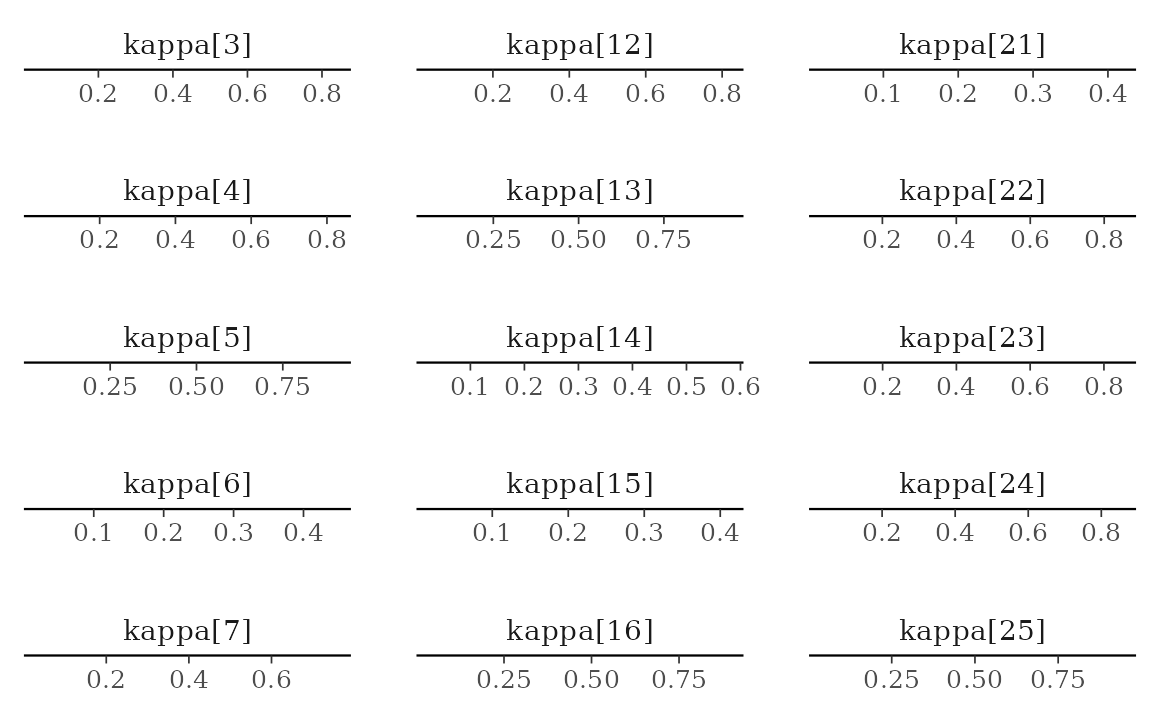 kappa[3] kappa[12] kappa[21]
0.2 0.4 0.6 0.8 0.2 0.4 0.6 0.8 0.1 0.2 0.3 0.4
kappa[4] kappa[13] kappa[22]
0.2 0.4 0.6 0.8 0.25 0.50 0.75 0.2 0.4 0.6 0.8
kappa[5] kappa[14] kappa[23]
0.25 0.50 0.75 0.1 0.2 0.3 0.4 0.5 0.6 0.2 0.4 0.6 0.8
kappa[6] kappa[15] kappa[24]
0.1 0.2 0.3 0.4 0.1 0.2 0.3 0.4 0.2 0.4 0.6 0.8
kappa[7] kappa[16] kappa[25]
0.2 0.4 0.6 0.25 0.50 0.75 0.25 0.50 0.75